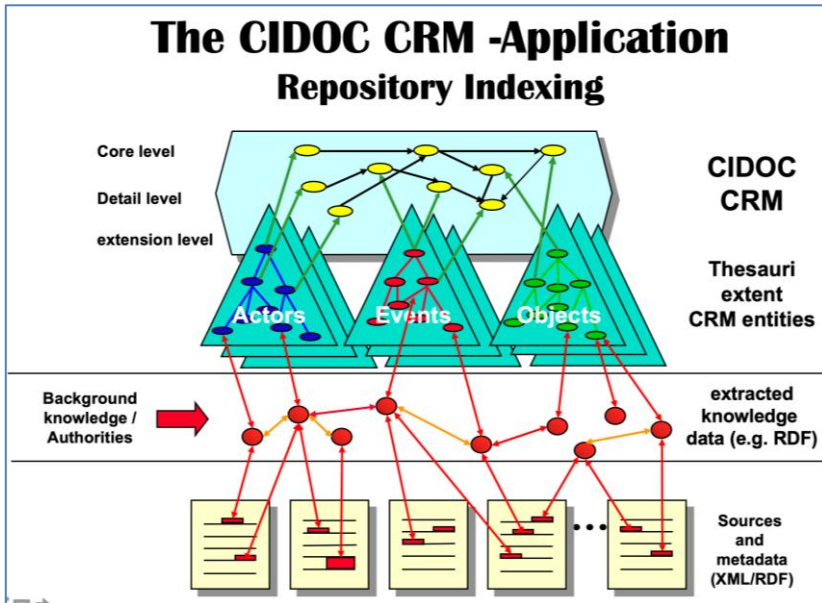 The CIDOC CRM -Application
Repository Indexing
Core level
Detail level
extension level
CIDOC
CRM
Thesauri
extent
CRM entities
Actors
Events
Objects
Background
knowledge /
Authorities
extracted
knowledge
data (e.g. RDF)
Sources
and
metadata
(XML/RDF)